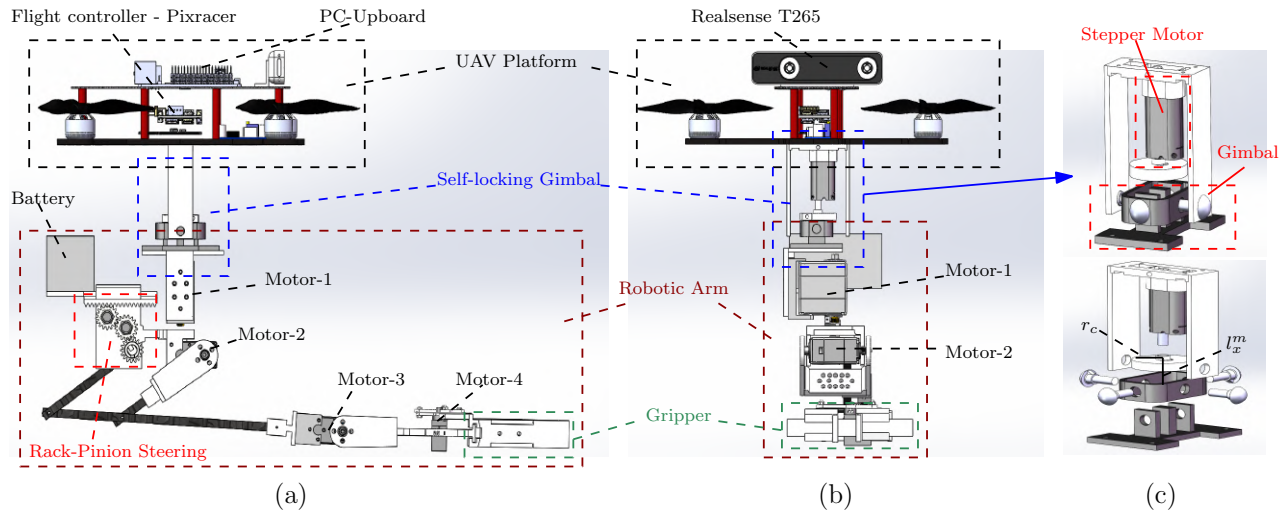 Flight controller - Pixracer
PC-Upboard
Realsense T265
Stepper Motor
UAV Platform
Gimbal
Self-locking Gimbal
Battery
Motor-1
Motor-1
Robotic Arm
Motor-2
Motor-2
Motor-3
Motor-4
Gripper
Rack-Pinion Steering
r_c
l_x^m
(a)
(b)
(c)